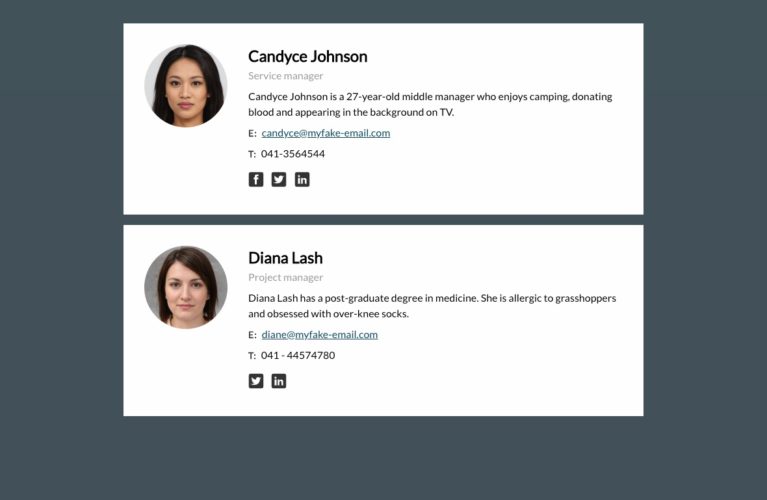 Candyce Johnson
Service manager
Candyce Johnson is a 27-year-old middle manager who enjoys camping, donating
blood and appearing in the background on TV.
E: candyce@myfake-email.com
T: 041-3564544
Diana Lash
Project manager
Diana Lash has a post-graduate degree in medicine. She is allergic to grasshoppers
and obsessed with over-knee socks.
E: diane@myfake-email.com
T: 041 - 44574780